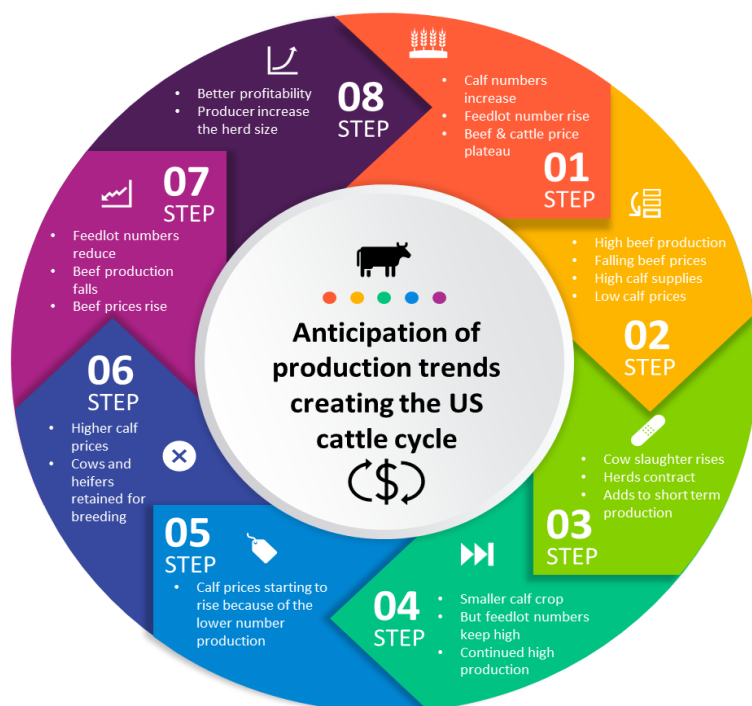 Anticipation of
production trends
creating the US
cattle cycle
$
01
STEP
• Calf numbers
increase
• Feedlot number rise
• Beef & cattle price
plateau
02
STEP
• High beef production
• Falling beef prices
• High calf supplies
• Low calf prices
03
STEP
• Cow slaughter rises
• Herds contract
• Adds to short term
production
04
STEP
• Smaller calf crop
• But feedlot numbers
keep high
• Continued high
production
05
STEP
• Calf prices starting to
rise because of the
lower number
production
06
STEP
• Higher calf
prices
• Cows and
heifers
retained for
breeding
07
STEP
• Feedlot numbers
reduce
• Beef production
falls
• Beef prices rise
08
STEP
• Better profitability
• Producer increase
the herd size